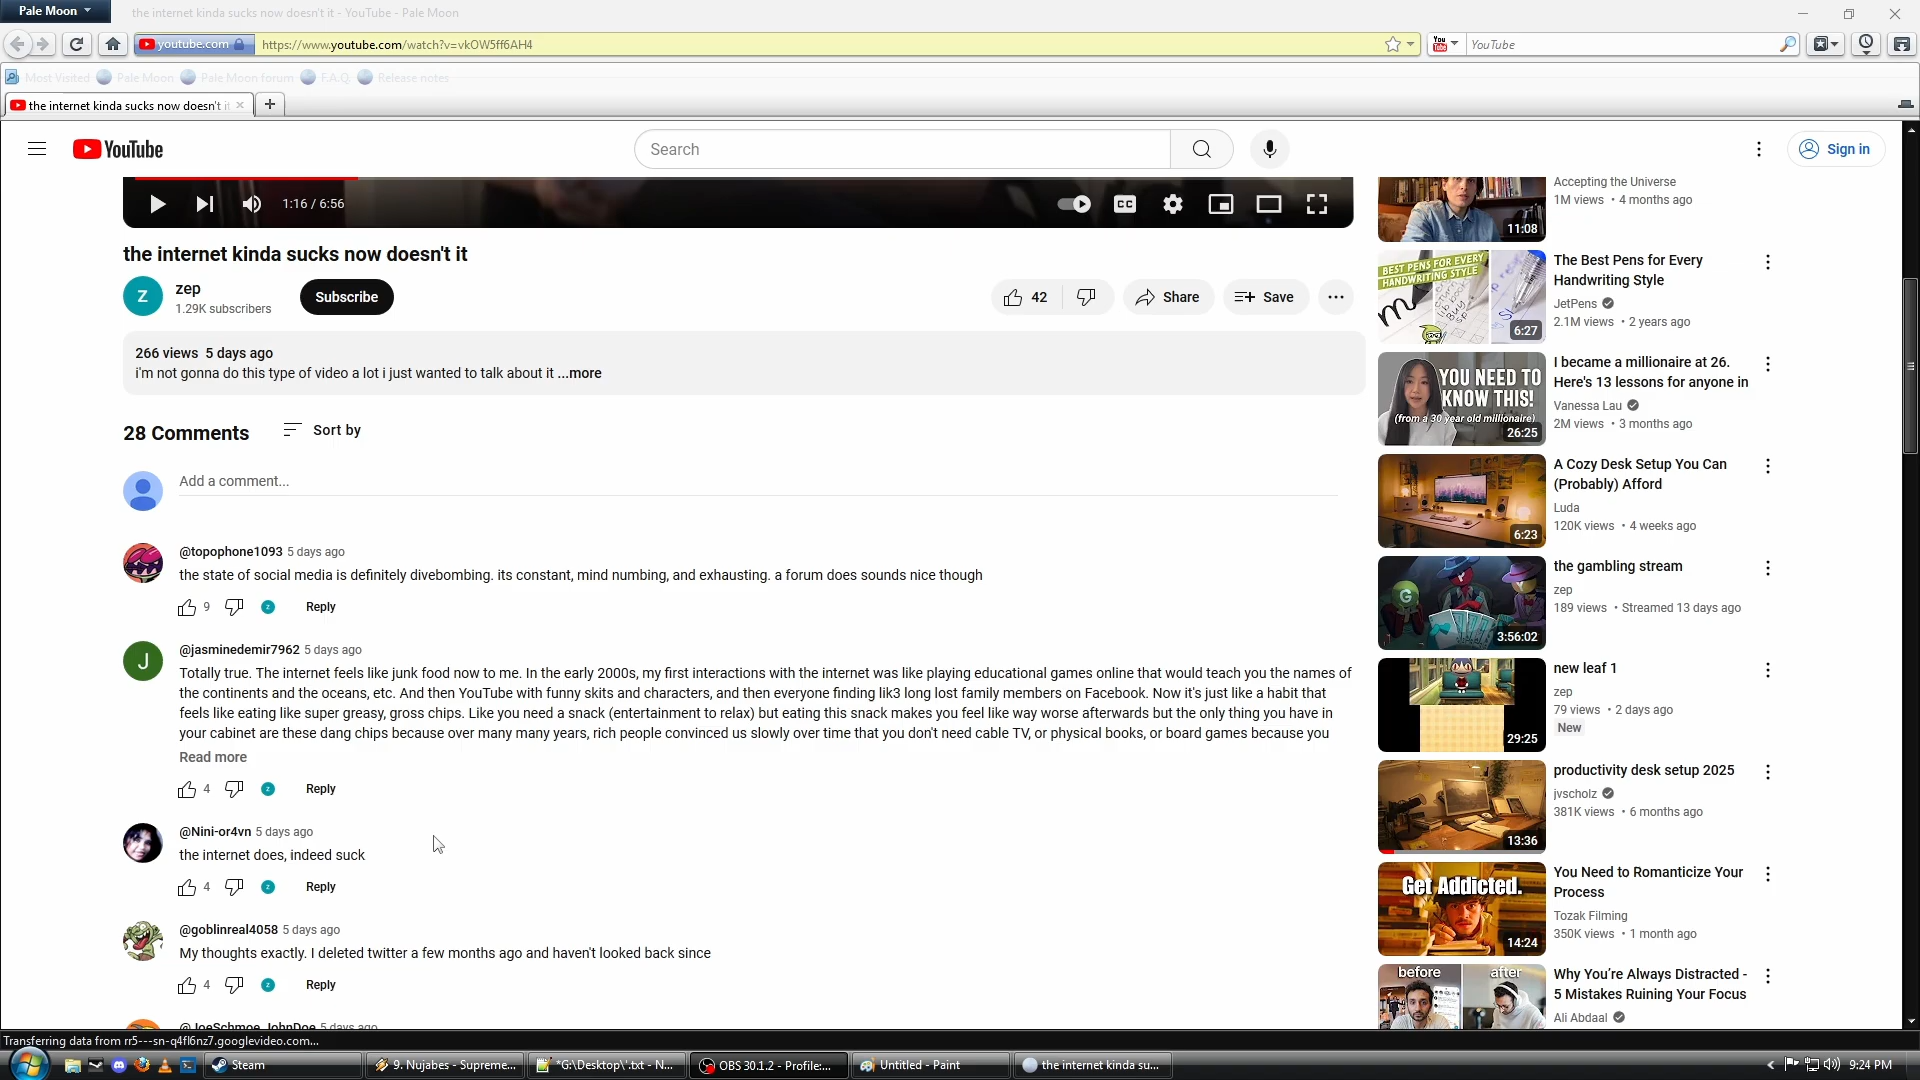 Pale Moon
the internet kinda sucks now doesn't it - YouTube - Pale Moon
youtube.com
https://www.youtube.com/watch?v=vkOW5ff6AH4
You Tube
YouTube
Most Visited
Pale Moon
Pale Moon forum
F.A.Q.
Release notes
the internet kinda sucks now doesn't it
YouTube
Search
Sign in
1:16 / 6:56
CC
the internet kinda sucks now doesn't it
Z
zep
1.29K subscribers
Subscribe
42
Share
Save
266 views 5 days ago
i'm not gonna do this type of video a lot i just wanted to talk about it ...more
28 Comments
Sort by
Add a comment...
@topophone1093 5 days ago
the state of social media is definitely divebombing. its constant, mind numbing, and exhausting. a forum does sounds nice though
9
Reply
J
@jasminedemir7962 5 days ago
Totally true. The internet feels like junk food now to me. In the early 2000s, my first interactions with the internet was like playing educational games online that would teach you the names of
the continents and the oceans, etc. And then YouTube with funny skits and characters, and then everyone finding lik3 long lost family members on Facebook. Now it's just like a habit that
feels like eating like super greasy, gross chips. Like you need a snack (entertainment to relax) but eating this snack makes you feel like way worse afterwards but the only thing you have in
your cabinet are these dang chips because over many many years, rich people convinced us slowly over time that you don't need cable TV, or physical books, or board games because you
Read more
4
Reply
@Nini-or4vn 5 days ago
the internet does, indeed suck
4
Reply
@goblinreal4058 5 days ago
My thoughts exactly. I deleted twitter a few months ago and haven't looked back since
4
Reply
@JoeSchmoe_JohnDoe 5 days ago
Accepting the Universe
1M views • 4 months ago
11:08
BEST PENS FOR EVERY
HANDWRITING STYLE
6:27
The Best Pens for Every
Handwriting Style
JetPens
2.1M views • 2 years ago
YOU NEED TO
KNOW THIS!
(from a 30 year old millionaire)
26:25
I became a millionaire at 26.
Here's 13 lessons for anyone in
Vanessa Lau
2M views • 3 months ago
6:23
A Cozy Desk Setup You Can
(Probably) Afford
Luda
120K views • 4 weeks ago
G
3:56:02
the gambling stream
zep
189 views • Streamed 13 days ago
29:25
new leaf 1
zep
79 views • 2 days ago
New
13:36
productivity desk setup 2025
jvscholz
381K views • 6 months ago
Get Addicted.
14:24
You Need to Romanticize Your
Process
Tozak Filming
350K views • 1 month ago
before
after
Why You're Always Distracted -
5 Mistakes Ruining Your Focus
Ali Abdaal
Transferring data from rr5---sn-q4fl6nz7.googlevideo.com...
Steam
9. Nujabes - Supreme...
*G:\Desktop\'.txt - N...
OBS 30.1.2 - Profile:...
Untitled - Paint
the internet kinda su...
9:24 PM